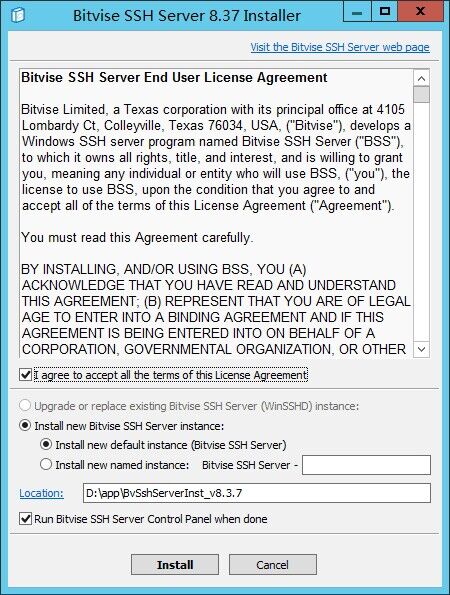 Bitvise SSH Server 8.37 Installer
Visit the Bitvise SSH Server web page
Bitvise SSH Server End User License Agreement
Bitvise Limited, a Texas corporation with its principal office at 4105
Lombardy Ct, Colleyville, Texas 76034, USA, ("Bitvise"), develops a
Windows SSH server program named Bitvise SSH Server ("BSS"),
to which it owns all rights, title, and interest, and is willing to grant
you, meaning any individual or entity who will use BSS, ("you"), the
license to use BSS, upon the condition that you agree to and
accept all of the terms of this License Agreement ("Agreement").
You must read this Agreement carefully.
BY INSTALLING, AND/OR USING BSS, YOU (A)
ACKNOWLEDGE THAT YOU HAVE READ AND UNDERSTAND
THIS AGREEMENT; (B) REPRESENT THAT YOU ARE OF LEGAL
AGE TO ENTER INTO A BINDING AGREEMENT AND IF THIS
AGREEMENT IS BEING ENTERED INTO ON BEHALF OF A
CORPORATION, GOVERNMENTAL ORGANIZATION, OR OTHER
I agree to accept all the terms of this License Agreement
Upgrade or replace existing Bitvise SSH Server (WinSSHD) instance:
Install new Bitvise SSH Server instance:
Install new default instance (Bitvise SSH Server)
Install new named instance: Bitvise SSH Server -
Location: D:\app\BvSshServerInst_v8.3.7
Run Bitvise SSH Server Control Panel when done
Install Cancel